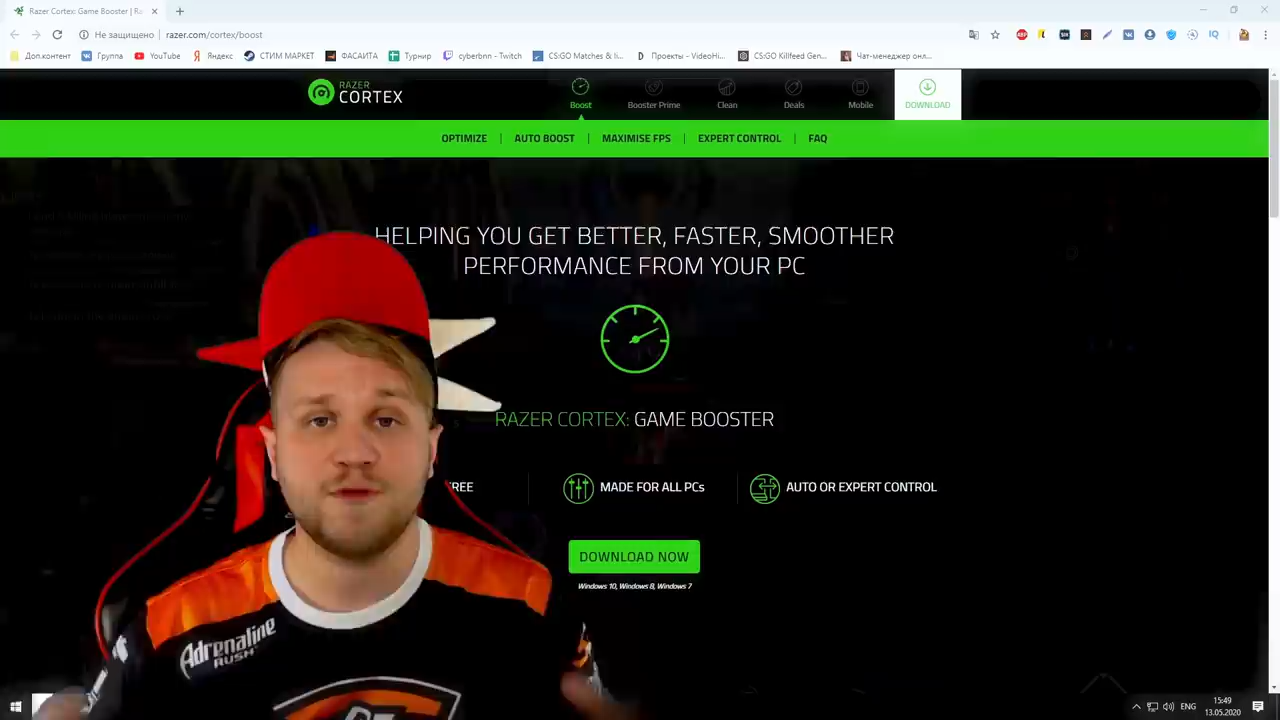 Razer Cortex: Game Booster | Ra
Не защищено | razer.com/cortex/boost
Доп.контент
Группа
YouTube
Яндекс
СТИМ МАРКЕТ
ФАСАИТА
Турнир
cyberbnn - Twitch
CS:GO Matches & li...
Проекты - VideoHi...
CS:GO Killfeed Gen...
Чат-менеджер онл...
RAZER
CORTEX
Boost
Booster Prime
Clean
Deals
Mobile
DOWNLOAD
OPTIMIZE | AUTO BOOST | MAXIMISE FPS | EXPERT CONTROL | FAQ
HELPING YOU GET BETTER, FASTER, SMOOTHER
PERFORMANCE FROM YOUR PC
RAZER CORTEX: GAME BOOSTER
MADE FOR ALL PCs
AUTO OR EXPERT CONTROL
DOWNLOAD NOW
Windows 10, Windows 8, Windows 7
Adrenaline
RUSH
ENG
15:49
13.05.2020